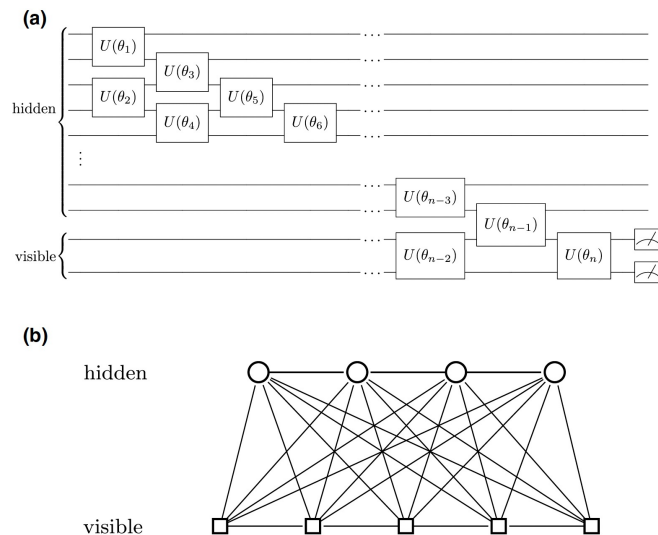 (a)
U(θ₁)
U(θ₃)
hidden
U(θ₂)
U(θ₅)
U(θ₄)
U(θ₆)
U(θₙ₋₃)
U(θₙ₋₁)
visible
U(θₙ₋₂)
U(θₙ)
(b)
hidden
visible